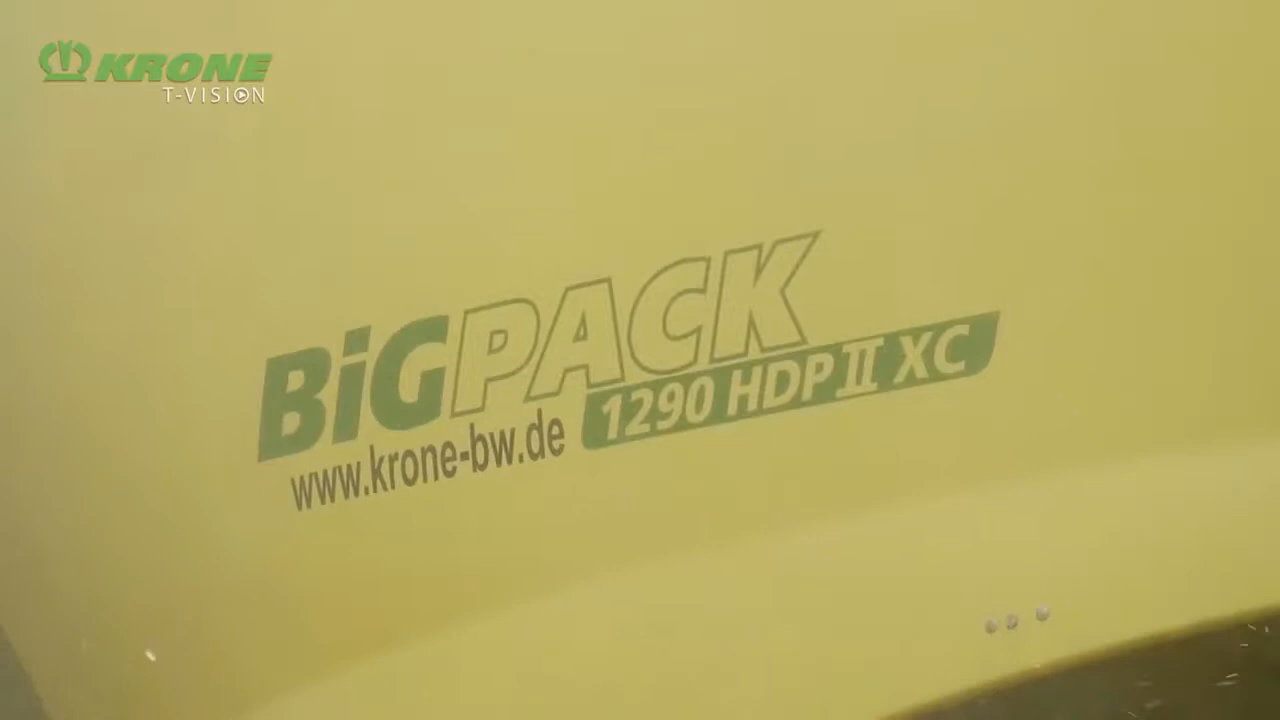 KRONE
T-VISION
BiGPACK
1290 HDP II XC
www.krone-bw.de